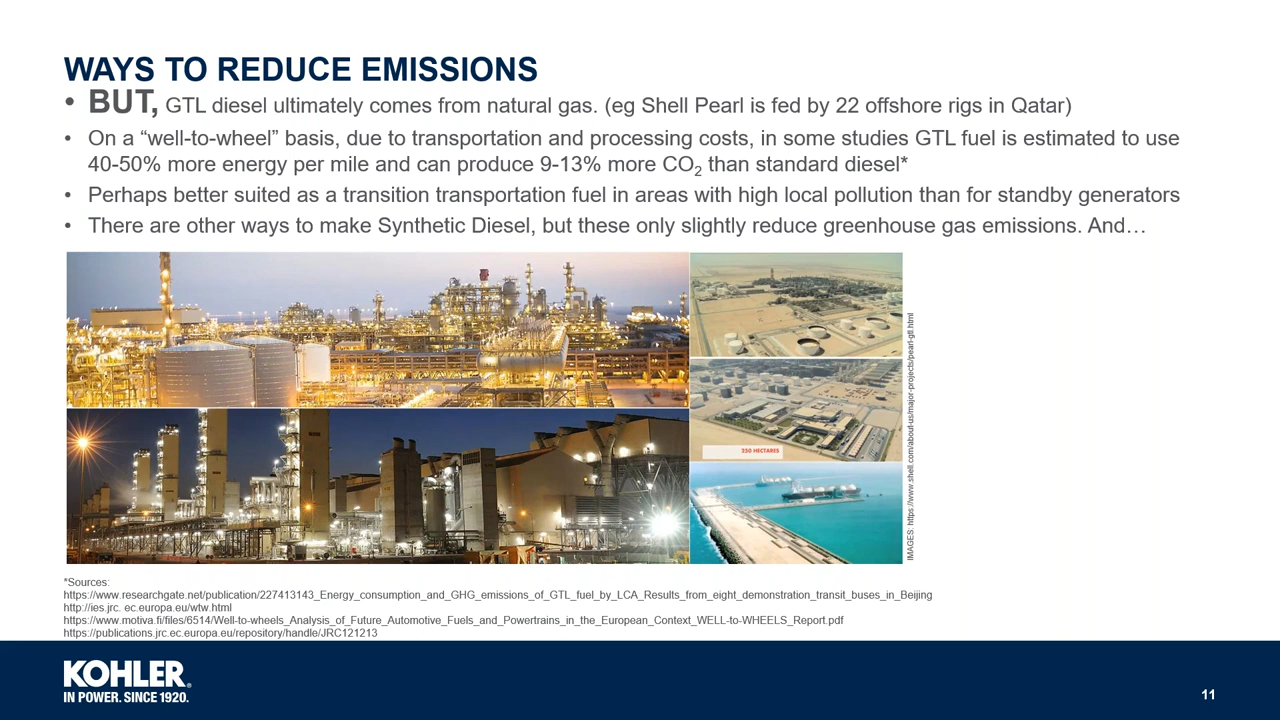 WAYS TO REDUCE EMISSIONS
• BUT, GTL diesel ultimately comes from natural gas. (eg Shell Pearl is fed by 22 offshore rigs in Qatar)
• On a “well-to-wheel” basis, due to transportation and processing costs, in some studies GTL fuel is estimated to use
40-50% more energy per mile and can produce 9-13% more CO2 than standard diesel*
• Perhaps better suited as a transition transportation fuel in areas with high local pollution than for standby generators
• There are other ways to make Synthetic Diesel, but these only slightly reduce greenhouse gas emissions. And…
250 HECTARES
IMAGES: https://www.shell.com/about-us/major-projects/pearl-gtl.html
*Sources:
https://www.researchgate.net/publication/227413143_Energy_consumption_and_GHG_emissions_of_GTL_fuel_by_LCA_Results_from_eight_demonstration_transit_buses_in_Beijing
http://ies.jrc. ec.europa.eu/wtw.html
https://www.motiva.fi/files/6514/Well-to-wheels_Analysis_of_Future_Automotive_Fuels_and_Powertrains_in_the_European_Context_WELL-to-WHEELS_Report.pdf
https://publications.jrc.ec.europa.eu/repository/handle/JRC121213
KOHLER®
IN POWER. SINCE 1920.
11